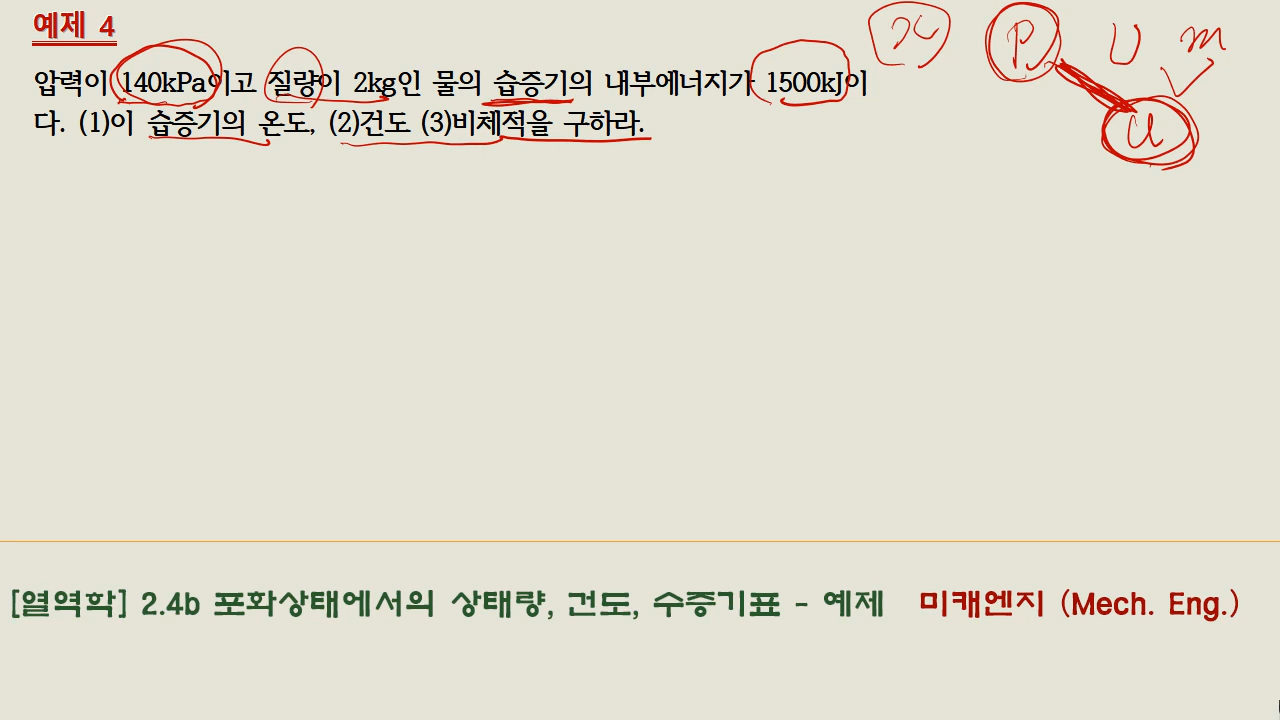 예제 4
x P U m
압력이 140kPa이고 질량이 2kg인 물의 습증기의 내부에너지가 1500kJ이
다. (1)이 습증기의 온도, (2)건도 (3)비체적을 구하라.
u
[열역학] 2.4b 포화상태에서의 상태량, 건도, 수증기표 - 예제 미캐엔지 (Mech. Eng.)